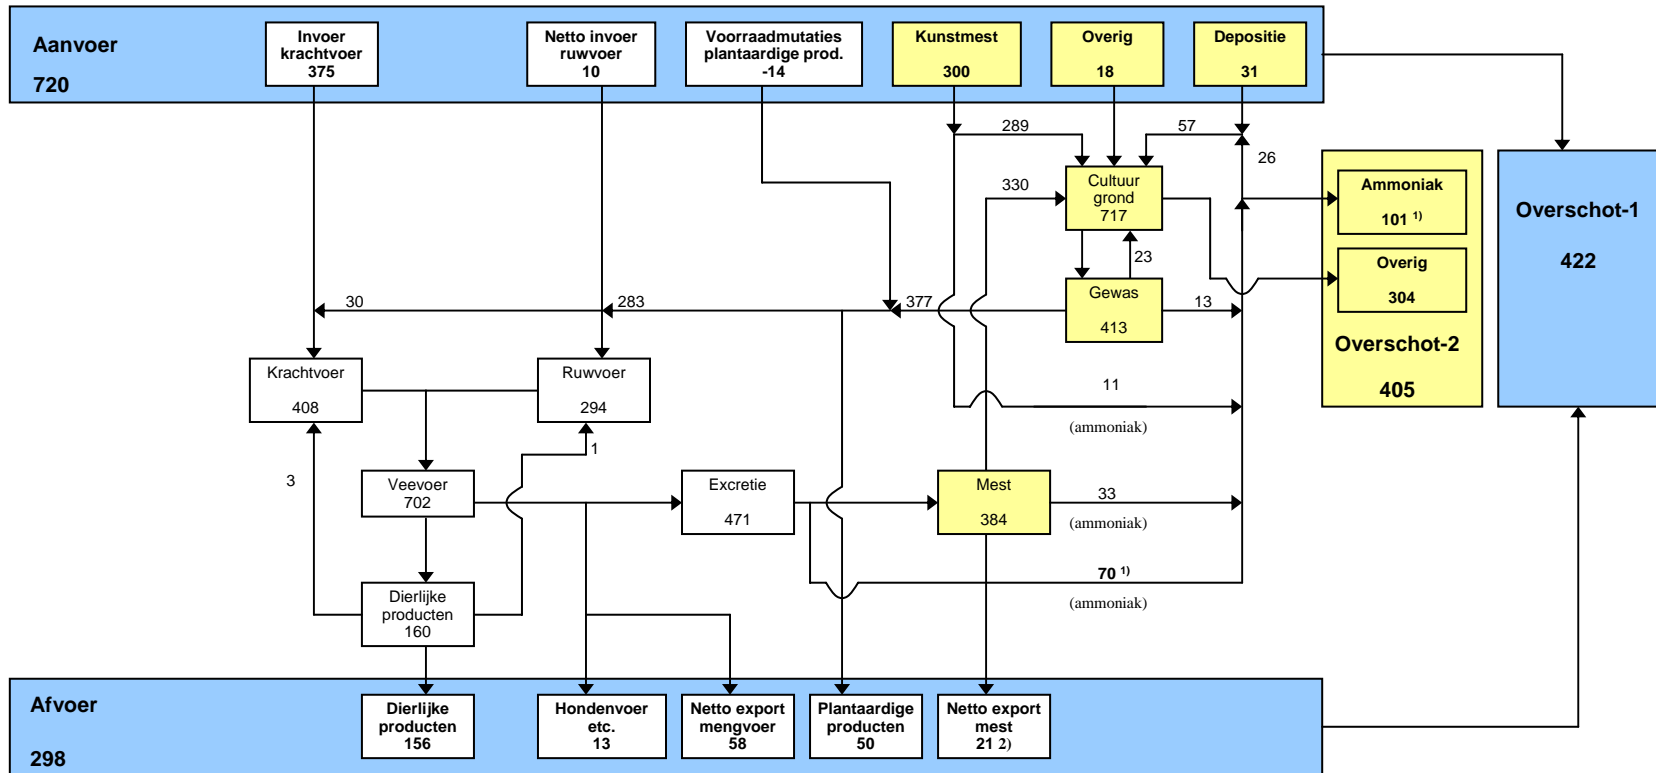 Aanvoer
720
Invoer
krachtvoer
375
Netto invoer
ruwvoer
10
Voorraadmutaties
plantaardige prod.
-14
Kunstmest
300
Overig
18
Depositie
31
289
57
26
330
Cultuur
grond
717
23
Ammoniak
101 1)
Overig
304
Overschot-2
405
Overschot-1
422
30
283
377
Gewas
413
13
Krachtvoer
408
Ruwvoer
294
11
(ammoniak)
3
1
Veevoer
702
Excretie
471
Mest
384
33
(ammoniak)
70 1)
(ammoniak)
Dierlijke
producten
160
Afvoer
298
Dierlijke
producten
156
Hondenvoer
etc.
13
Netto export
mengvoer
58
Plantaardige
producten
50
Netto export
mest
21 2)